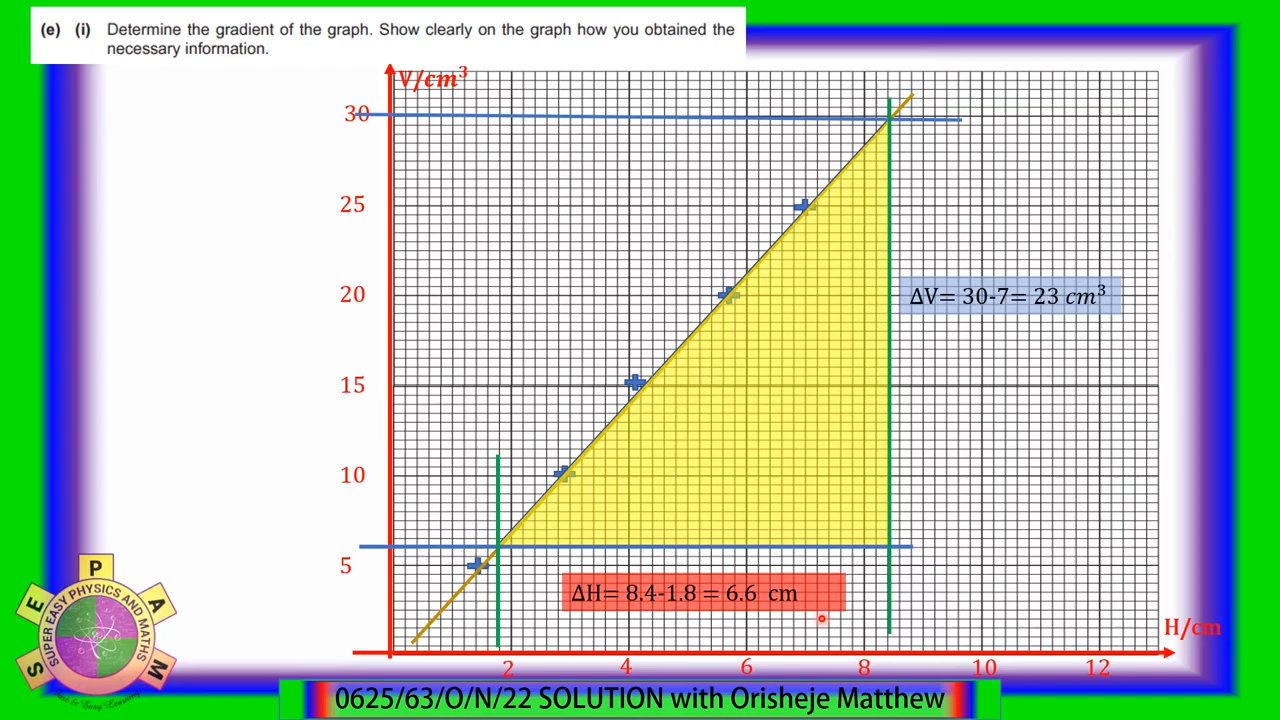 (e) (i) Determine the gradient of the graph. Show clearly on the graph how you obtained the
necessary information.
V/cm³
30
25
20
15
10
5
ΔV= 30-7= 23 cm³
ΔH= 8.4-1.8 = 6.6 cm
H/cm
2 4 6 8 10 12
S E P A M
SUPER EASY PHYSICS AND MATHS
0625/63/O/N/22 SOLUTION with Orisheje Matthew